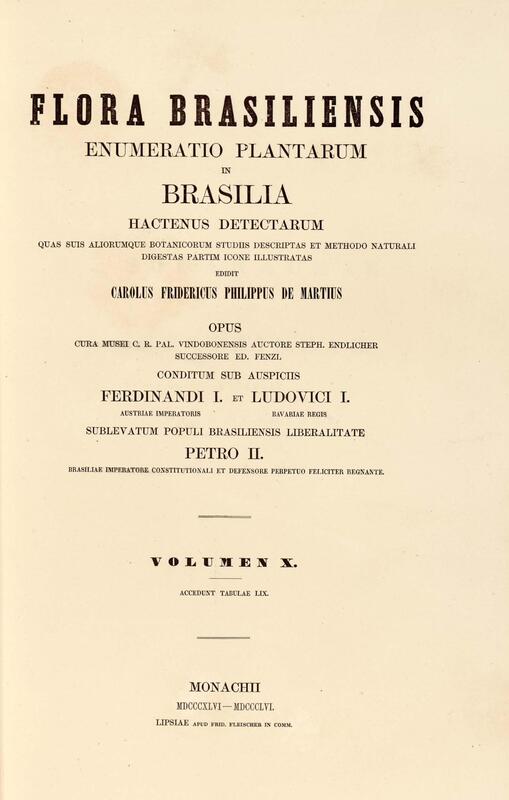 FLORA BRASILIENSIS
ENUMERATIO PLANTARUM
IN
BRASILIA
HACTENUS DETECTARUM
QUAS SUIS ALIORUMQUE BOTANICORUM STUDIIS DESCRIPTAS ET METHODO NATURALI
DIGESTAS PARTIM ICONE ILLUSTRATAS
EDIDIT
CAROLUS FRIDERICUS PHILIPPUS DE MARTIUS
OPUS
CURA MUSEI C. R. PAL. VINDOBONENSIS AUCTORE STEPH. ENDLICHER
SUCCESSORE ED. FENZL
CONDITUM SUB AUSPICIIS
FERDINANDI I. ET LUDOVICI I.
AUSTRIAE IMPERATORIS BAVARIAE REGIS
SUBLEVATUM POPULI BRASILIENSIS LIBERALITATE
PETRO II.
BRASILIAE IMPERATORE CONSTITUTIONALI ET DEFENSORE PERPETUO FELICITER REGNANTE.
VOLUMEN X.
ACCEDUNT TABULAE LIX.
MONACHII
MDCCCXLVI—MDCCCLVI.
LIPSIAE APUD FRID. FLEISCHER IN COMM.